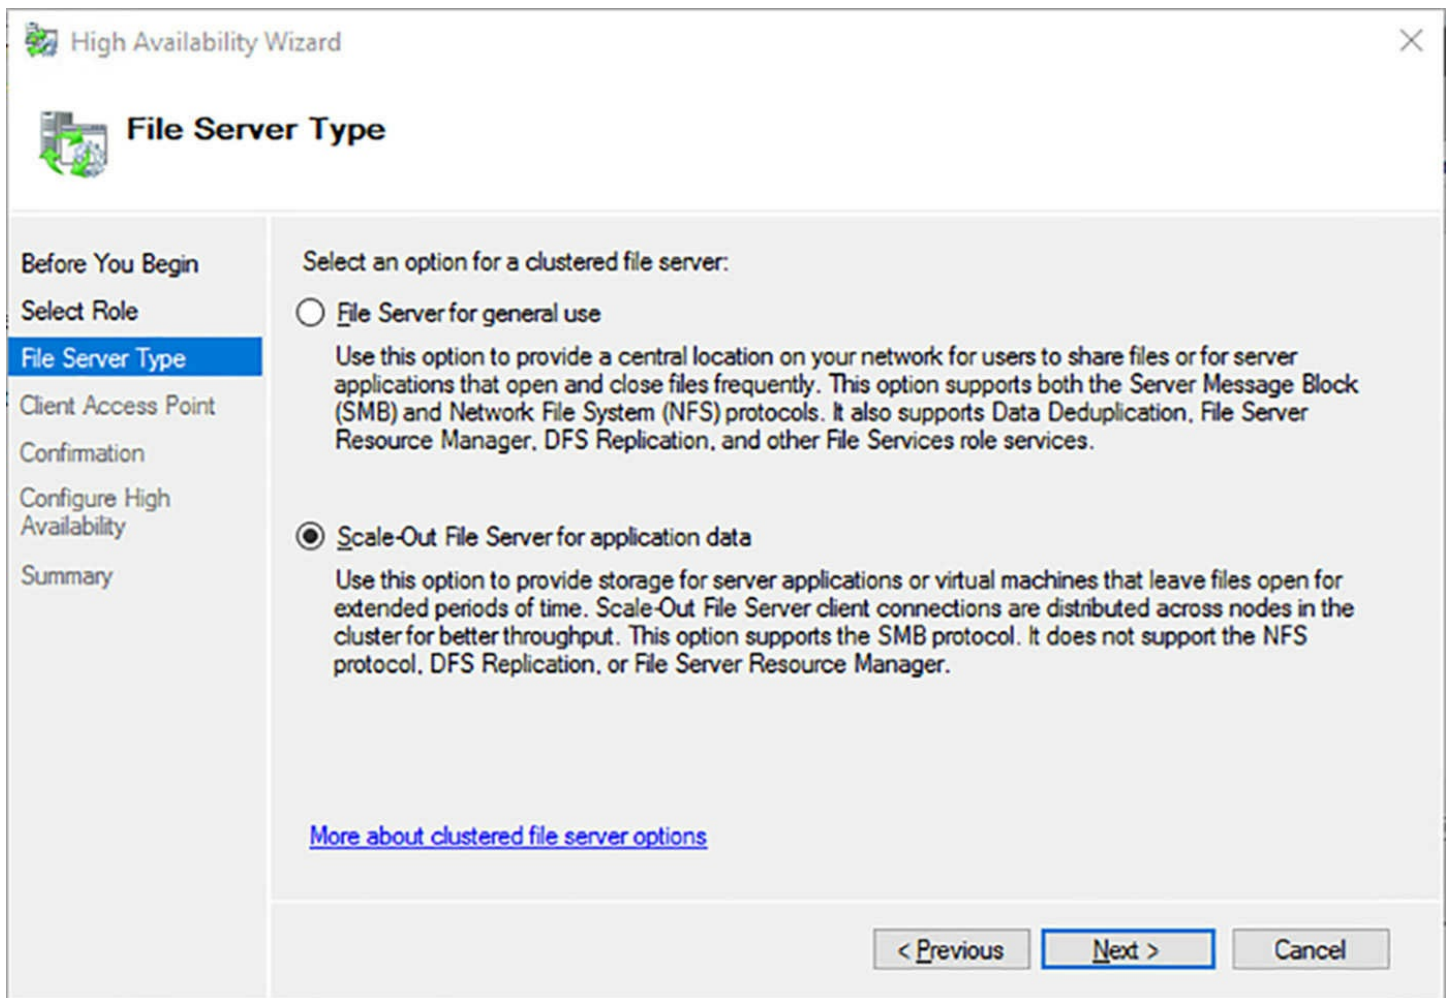 High Availability Wizard
File Server Type
Before You Begin
Select Role
File Server Type
Client Access Point
Confirmation
Configure High
Availability
Summary
Select an option for a clustered file server:
File Server for general use
Use this option to provide a central location on your network for users to share files or for server
applications that open and close files frequently. This option supports both the Server Message Block
(SMB) and Network File System (NFS) protocols. It also supports Data Deduplication, File Server
Resource Manager, DFS Replication, and other File Services role services.
Scale-Out File Server for application data
Use this option to provide storage for server applications or virtual machines that leave files open for
extended periods of time. Scale-Out File Server client connections are distributed across nodes in the
cluster for better throughput. This option supports the SMB protocol. It does not support the NFS
protocol, DFS Replication, or File Server Resource Manager.
More about clustered file server options
< Previous
Next >
Cancel